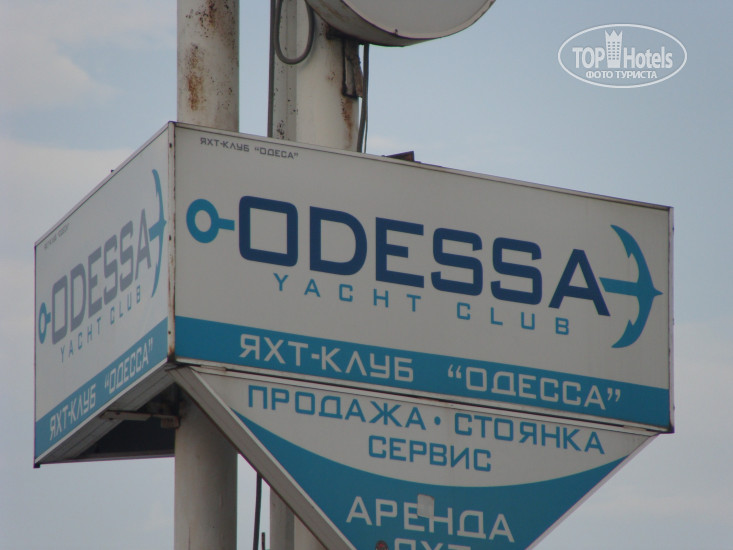 TOP Hotels
ФОТО ТУРИСТА
ЯХТ-КЛУБ "ОДЕСА"
ODESSA
YACHT CLUB
ЯХТ-КЛУБ "ОДЕССА"
ПРОДАЖА · СТОЯНКА
СЕРВИС
АРЕНДА
ЯХТ
ODESSA
YACHT CLUB
ЯХТ-КЛУБ "ОДЕССА"